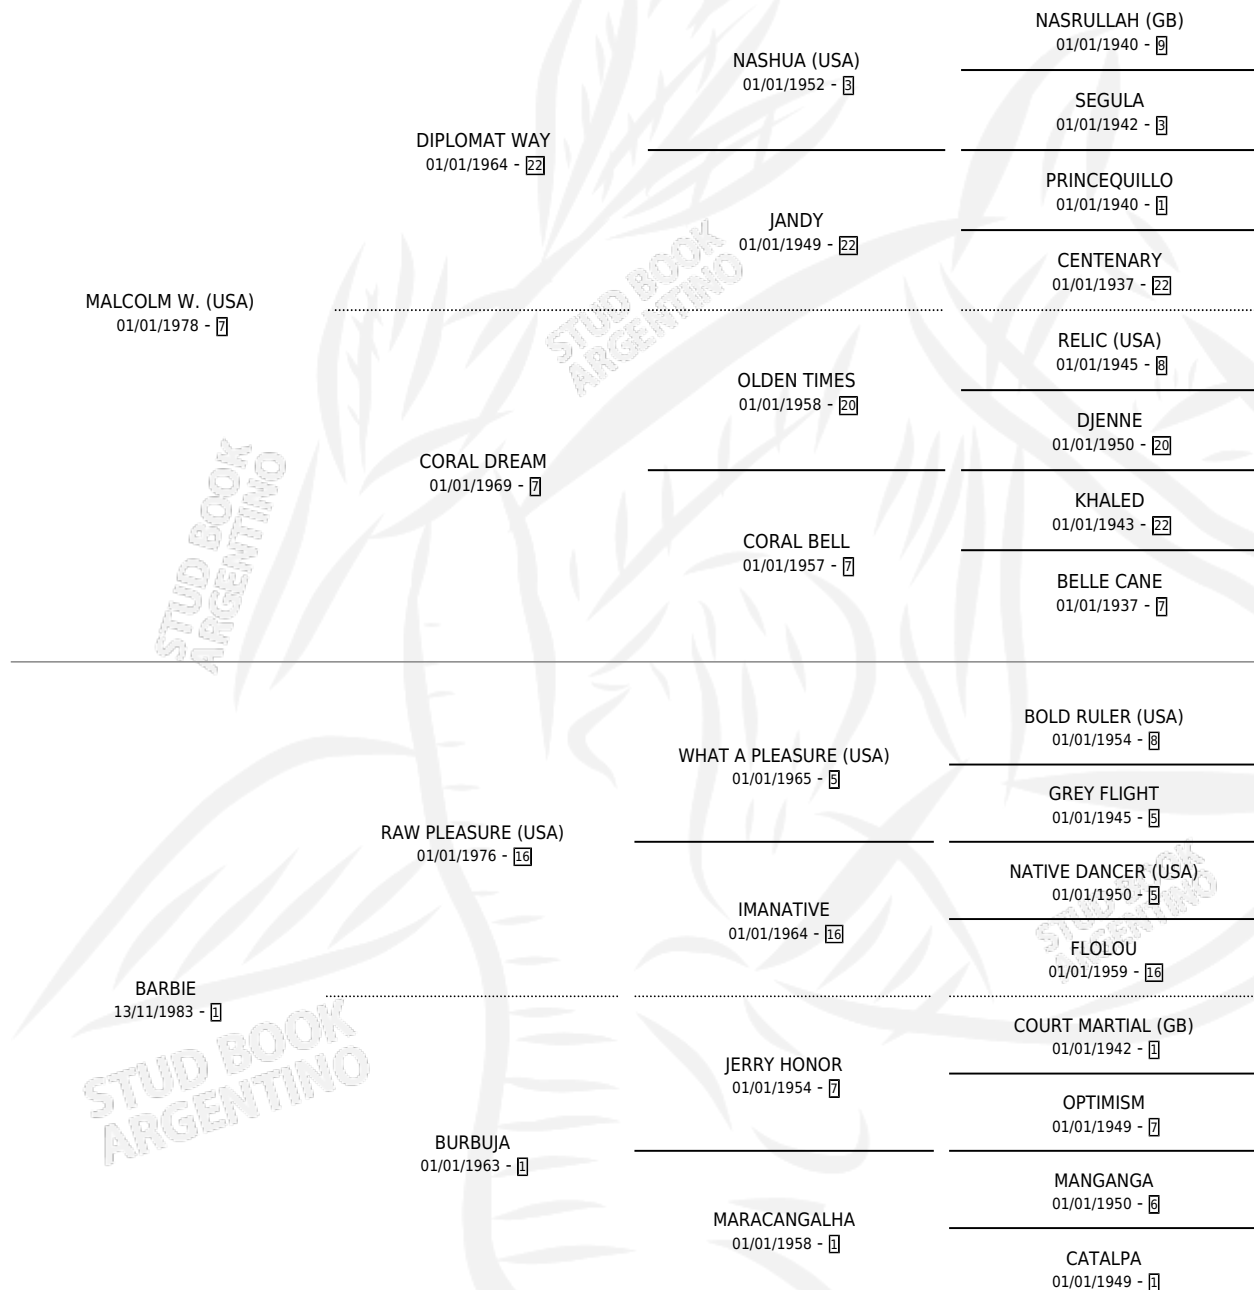 NASRULLAH (GB)
01/01/1940 - 9
NASHUA (USA)
01/01/1952 - 3
SEGULA
01/01/1942 - 3
DIPLOMAT WAY
01/01/1964 - 22
PRINCEQUILLO
01/01/1940 - 1
JANDY
01/01/1949 - 22
CENTENARY
01/01/1937 - 22
MALCOLM W. (USA)
01/01/1978 - 7
RELIC (USA)
01/01/1945 - 8
OLDEN TIMES
01/01/1958 - 20
DJENNE
01/01/1950 - 20
CORAL DREAM
01/01/1969 - 7
KHALED
01/01/1943 - 22
CORAL BELL
01/01/1957 - 7
BELLE CANE
01/01/1937 - 7
BOLD RULER (USA)
01/01/1954 - 8
WHAT A PLEASURE (USA)
01/01/1965 - 5
GREY FLIGHT
01/01/1945 - 5
RAW PLEASURE (USA)
01/01/1976 - 16
NATIVE DANCER (USA)
01/01/1950 - 5
IMANATIVE
01/01/1964 - 16
FLOLOU
01/01/1959 - 16
BARBIE
13/11/1983 - 1
COURT MARTIAL (GB)
01/01/1942 - 1
JERRY HONOR
01/01/1954 - 7
OPTIMISM
01/01/1949 - 7
BURBUJA
01/01/1963 - 1
MANGANGA
01/01/1950 - 6
MARACANGALHA
01/01/1958 - 1
CATALPA
01/01/1949 - 1
STUD BOOK
ARGENTINO
STUD BOOK
ARGENTINO
STUD BOOK
ARGENTINO
STUD BOOK
ARGENTINO